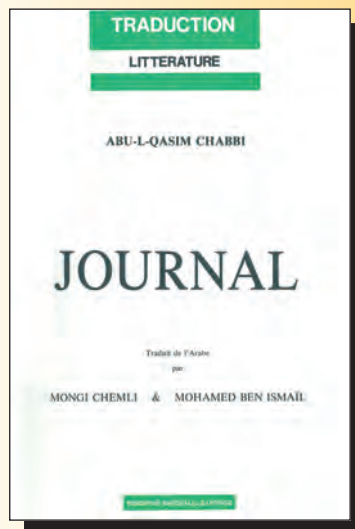 TRADUCTION
LITTERATURE
ABU-L-QASIM CHABBI
JOURNAL
Traduit de l'Arabe
par
MONGI CHEMLI & MOHAMED BEN ISMAÏL